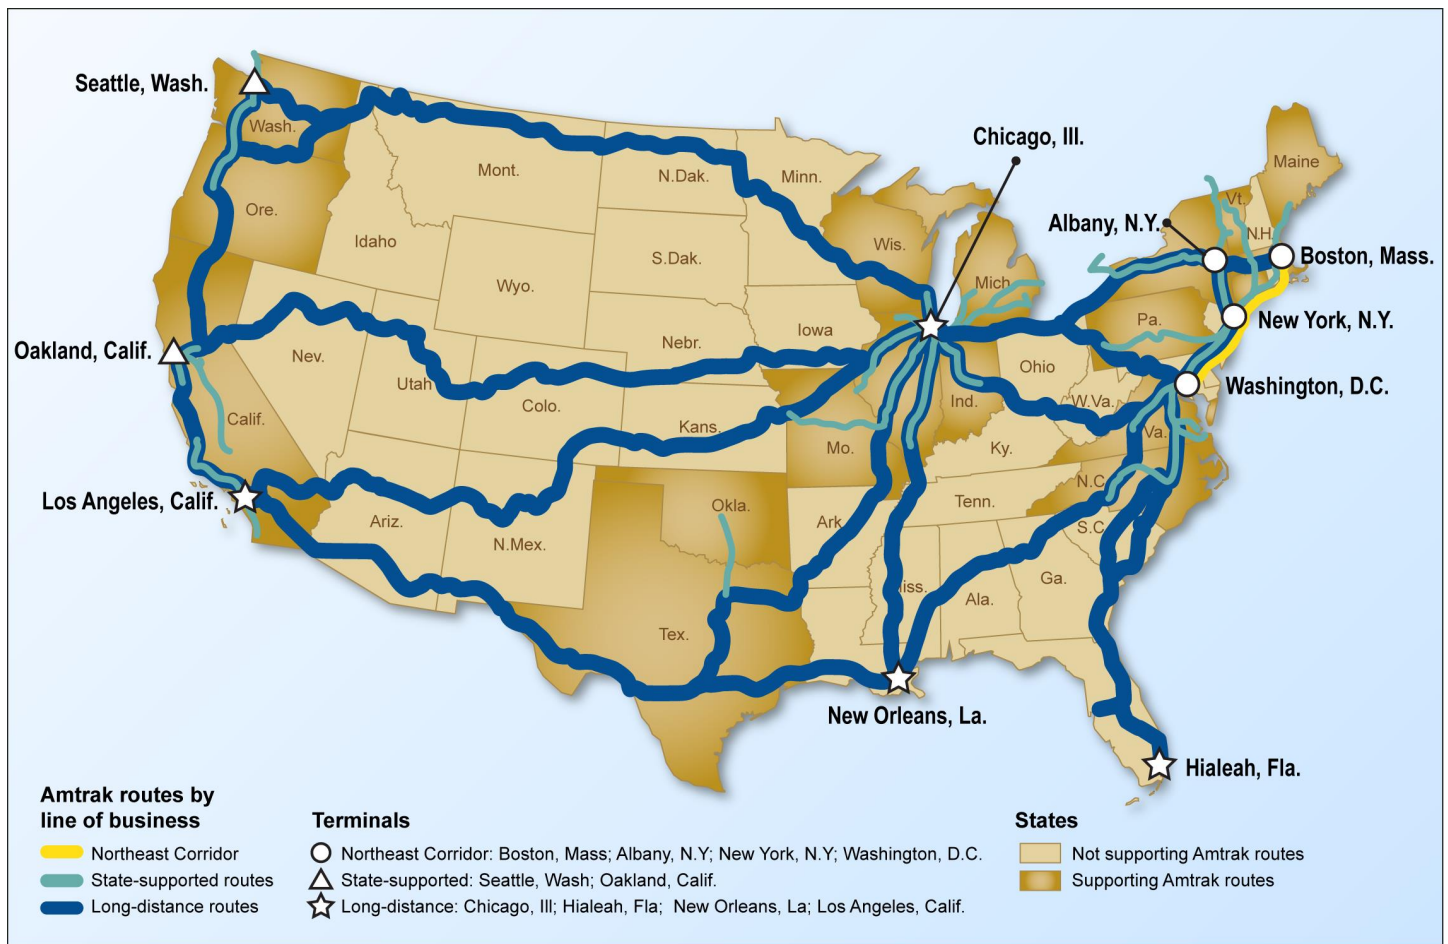 Seattle, Wash.
Wash.
Ore.
Idaho
Mont.
N.Dak.
Minn.
S.Dak.
Wyo.
Wis.
Mich.
Chicago, Ill.
Albany, N.Y.
Vt.
N.H.
Maine
Boston, Mass.
New York, N.Y.
Washington, D.C.
Oakland, Calif.
Nev.
Utah
Colo.
Nebr.
Iowa
Kans.
Mo.
Ind.
Ohio
Pa.
W.Va.
Va.
Ky.
Calif.
Los Angeles, Calif.
Ariz.
N.Mex.
Okla.
Ark
Tenn.
N.C
S.C.
Tex.
iss.
Ala.
Ga.
New Orleans, La.
Hialeah, Fla.
Amtrak routes by
line of business
Northeast Corridor
State-supported routes
Long-distance routes
Terminals
Northeast Corridor: Boston, Mass; Albany, N.Y; New York, N.Y; Washington, D.C.
State-supported: Seattle, Wash; Oakland, Calif.
Long-distance: Chicago, Ill; Hialeah, Fla; New Orleans, La; Los Angeles, Calif.
States
Not supporting Amtrak routes
Supporting Amtrak routes